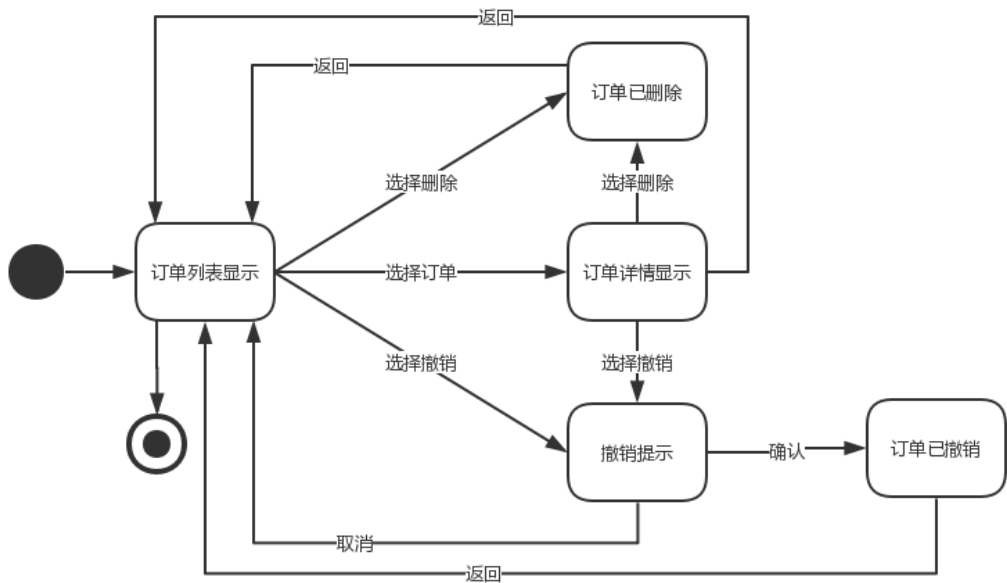 返回
返回
订单已删除
选择删除
选择删除
订单列表显示
选择订单
订单详情显示
选择撤销
选择撤销
撤销提示
确认
订单已撤销
取消
返回